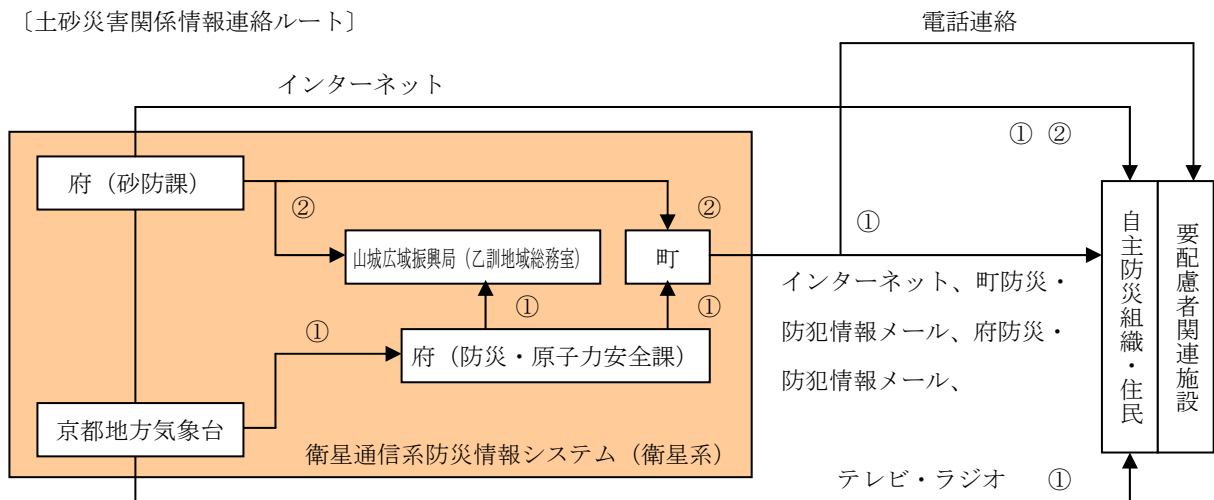 〔土砂災害関係情報連絡ルート〕
電話連絡
インターネット
① ②
府（砂防課）
②
②
①
山城広域振興局（乙訓地域総務室）
町
インターネット、町防災・
防犯情報メール、府防災・
防犯情報メール、
①
①
①
府（防災・原子力安全課）
京都地方気象台
衛星通信系防災情報システム（衛星系）
自主防災組織・住民
要配慮者関連施設
テレビ・ラジオ ①